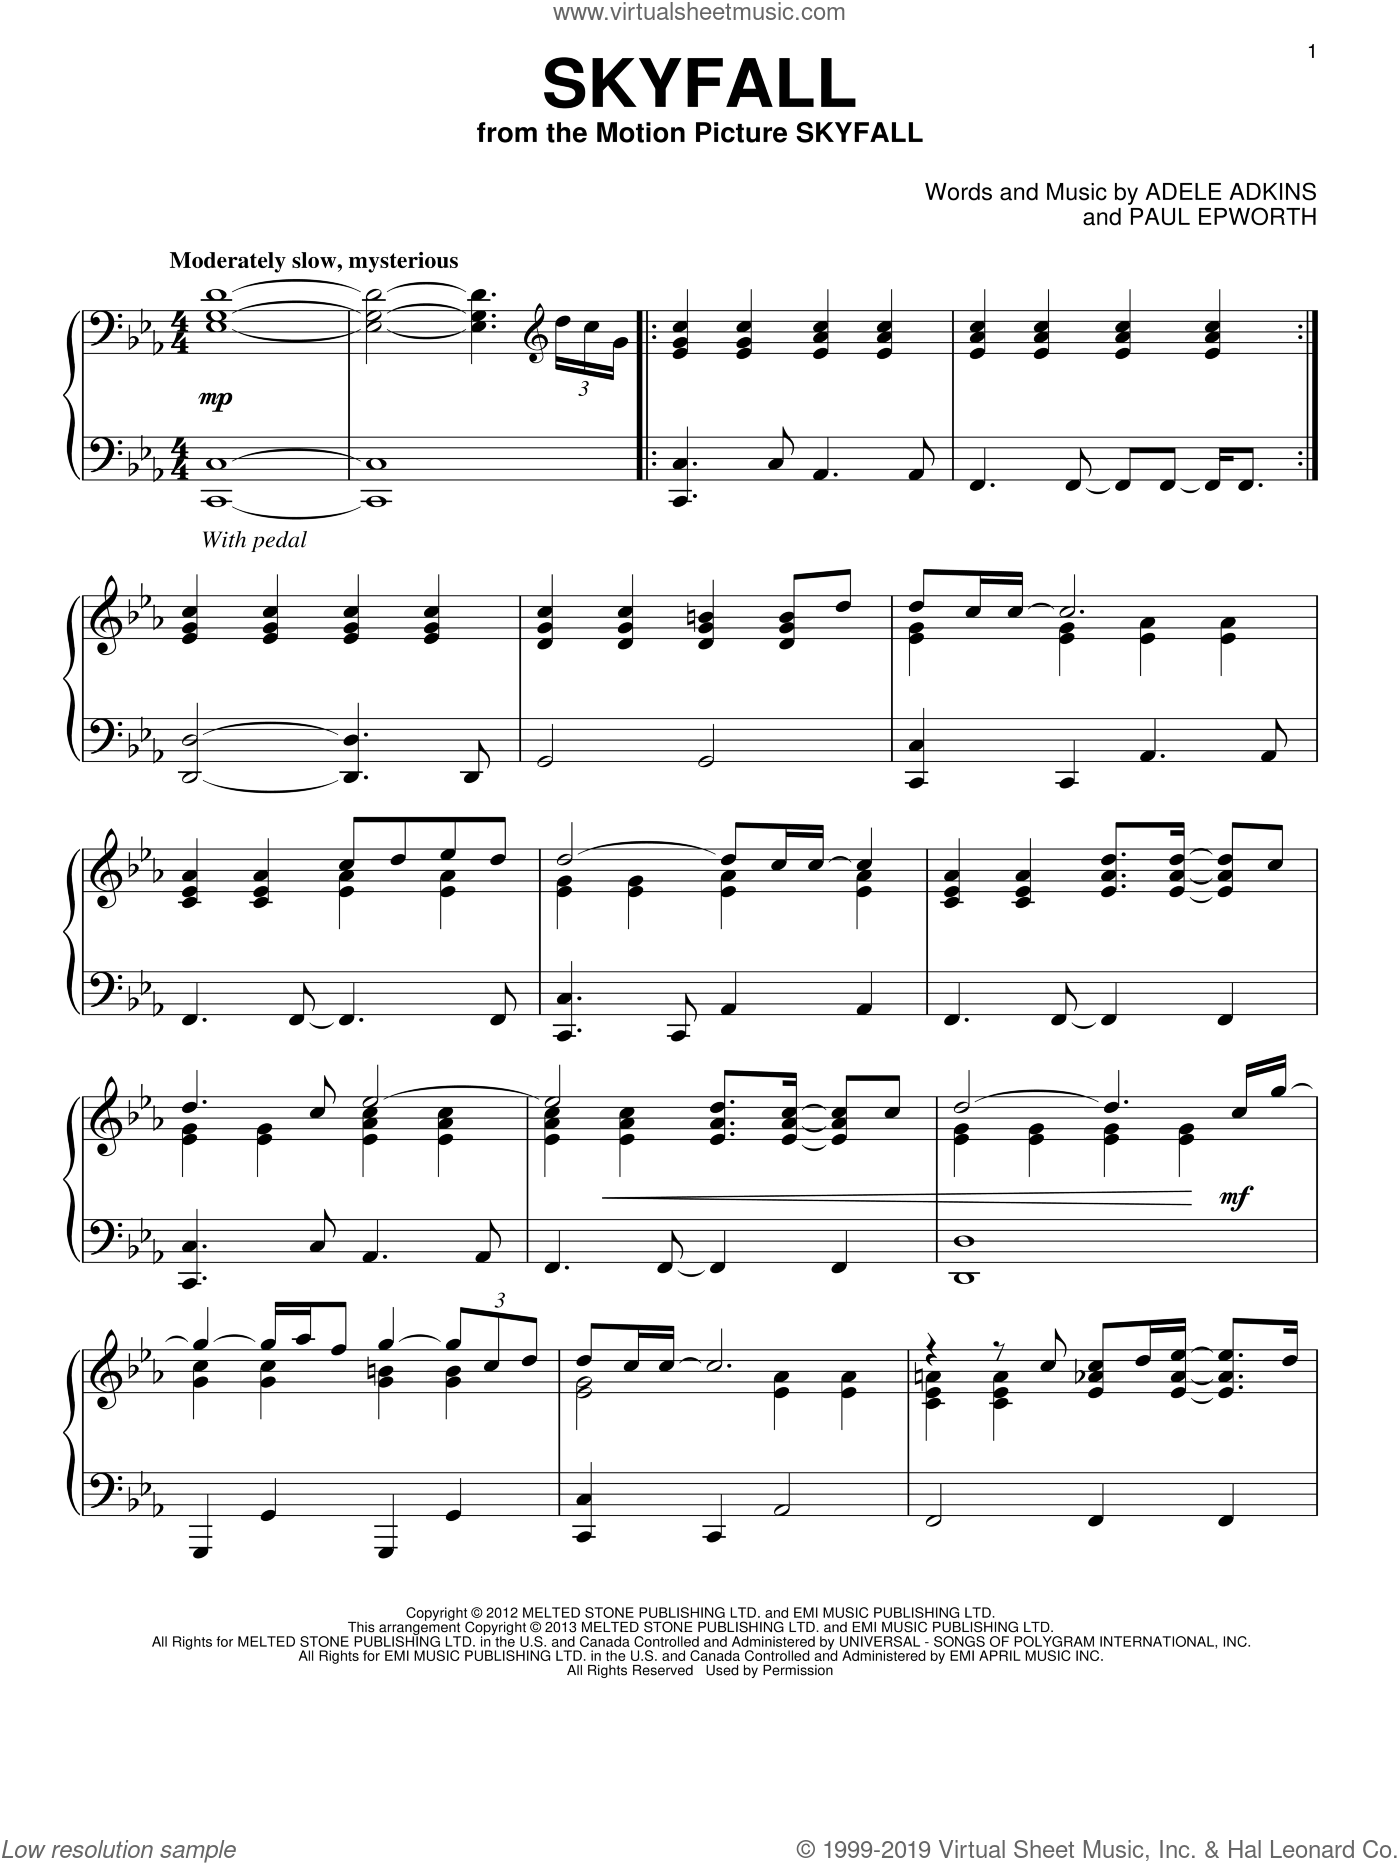 www.virtualsheetmusic.com
1
SKYFALL
from the Motion Picture SKYFALL
Words and Music by ADELE ADKINS
and PAUL EPWORTH
Moderately slow, mysterious
4
4
3
mp
4
4
With pedal
mf
3
Copyright © 2012 MELTED STONE PUBLISHING LTD. and EMI MUSIC PUBLISHING LTD.
This arrangement Copyright © 2013 MELTED STONE PUBLISHING LTD. and EMI MUSIC PUBLISHING LTD.
All Rights for MELTED STONE PUBLISHING LTD. in the U.S. and Canada Controlled and Administered by UNIVERSAL - SONGS OF POLYGRAM INTERNATIONAL, INC.
All Rights for EMI MUSIC PUBLISHING LTD. in the U.S. and Canada Controlled and Administered by EMI APRIL MUSIC INC.
All Rights Reserved   Used by Permission
Low resolution sample
© 1999-2019 Virtual Sheet Music, Inc. & Hal Leonard Co.